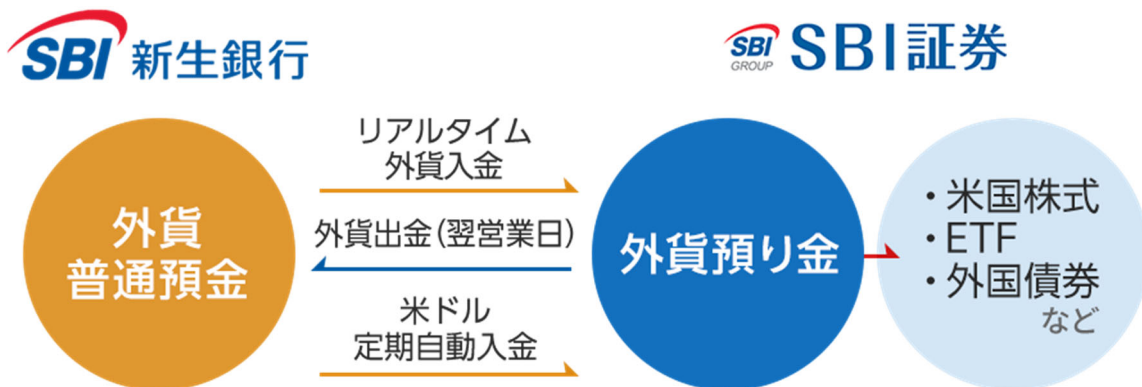 SBI 新生銀行
SBI
GROUP
SBI証券
リアルタイム
外貨入金
外貨
普通預金
外貨出金(翌営業日)
米ドル
定期自動入金
外貨預り金
・米国株式
・ETF
・外国債券
など